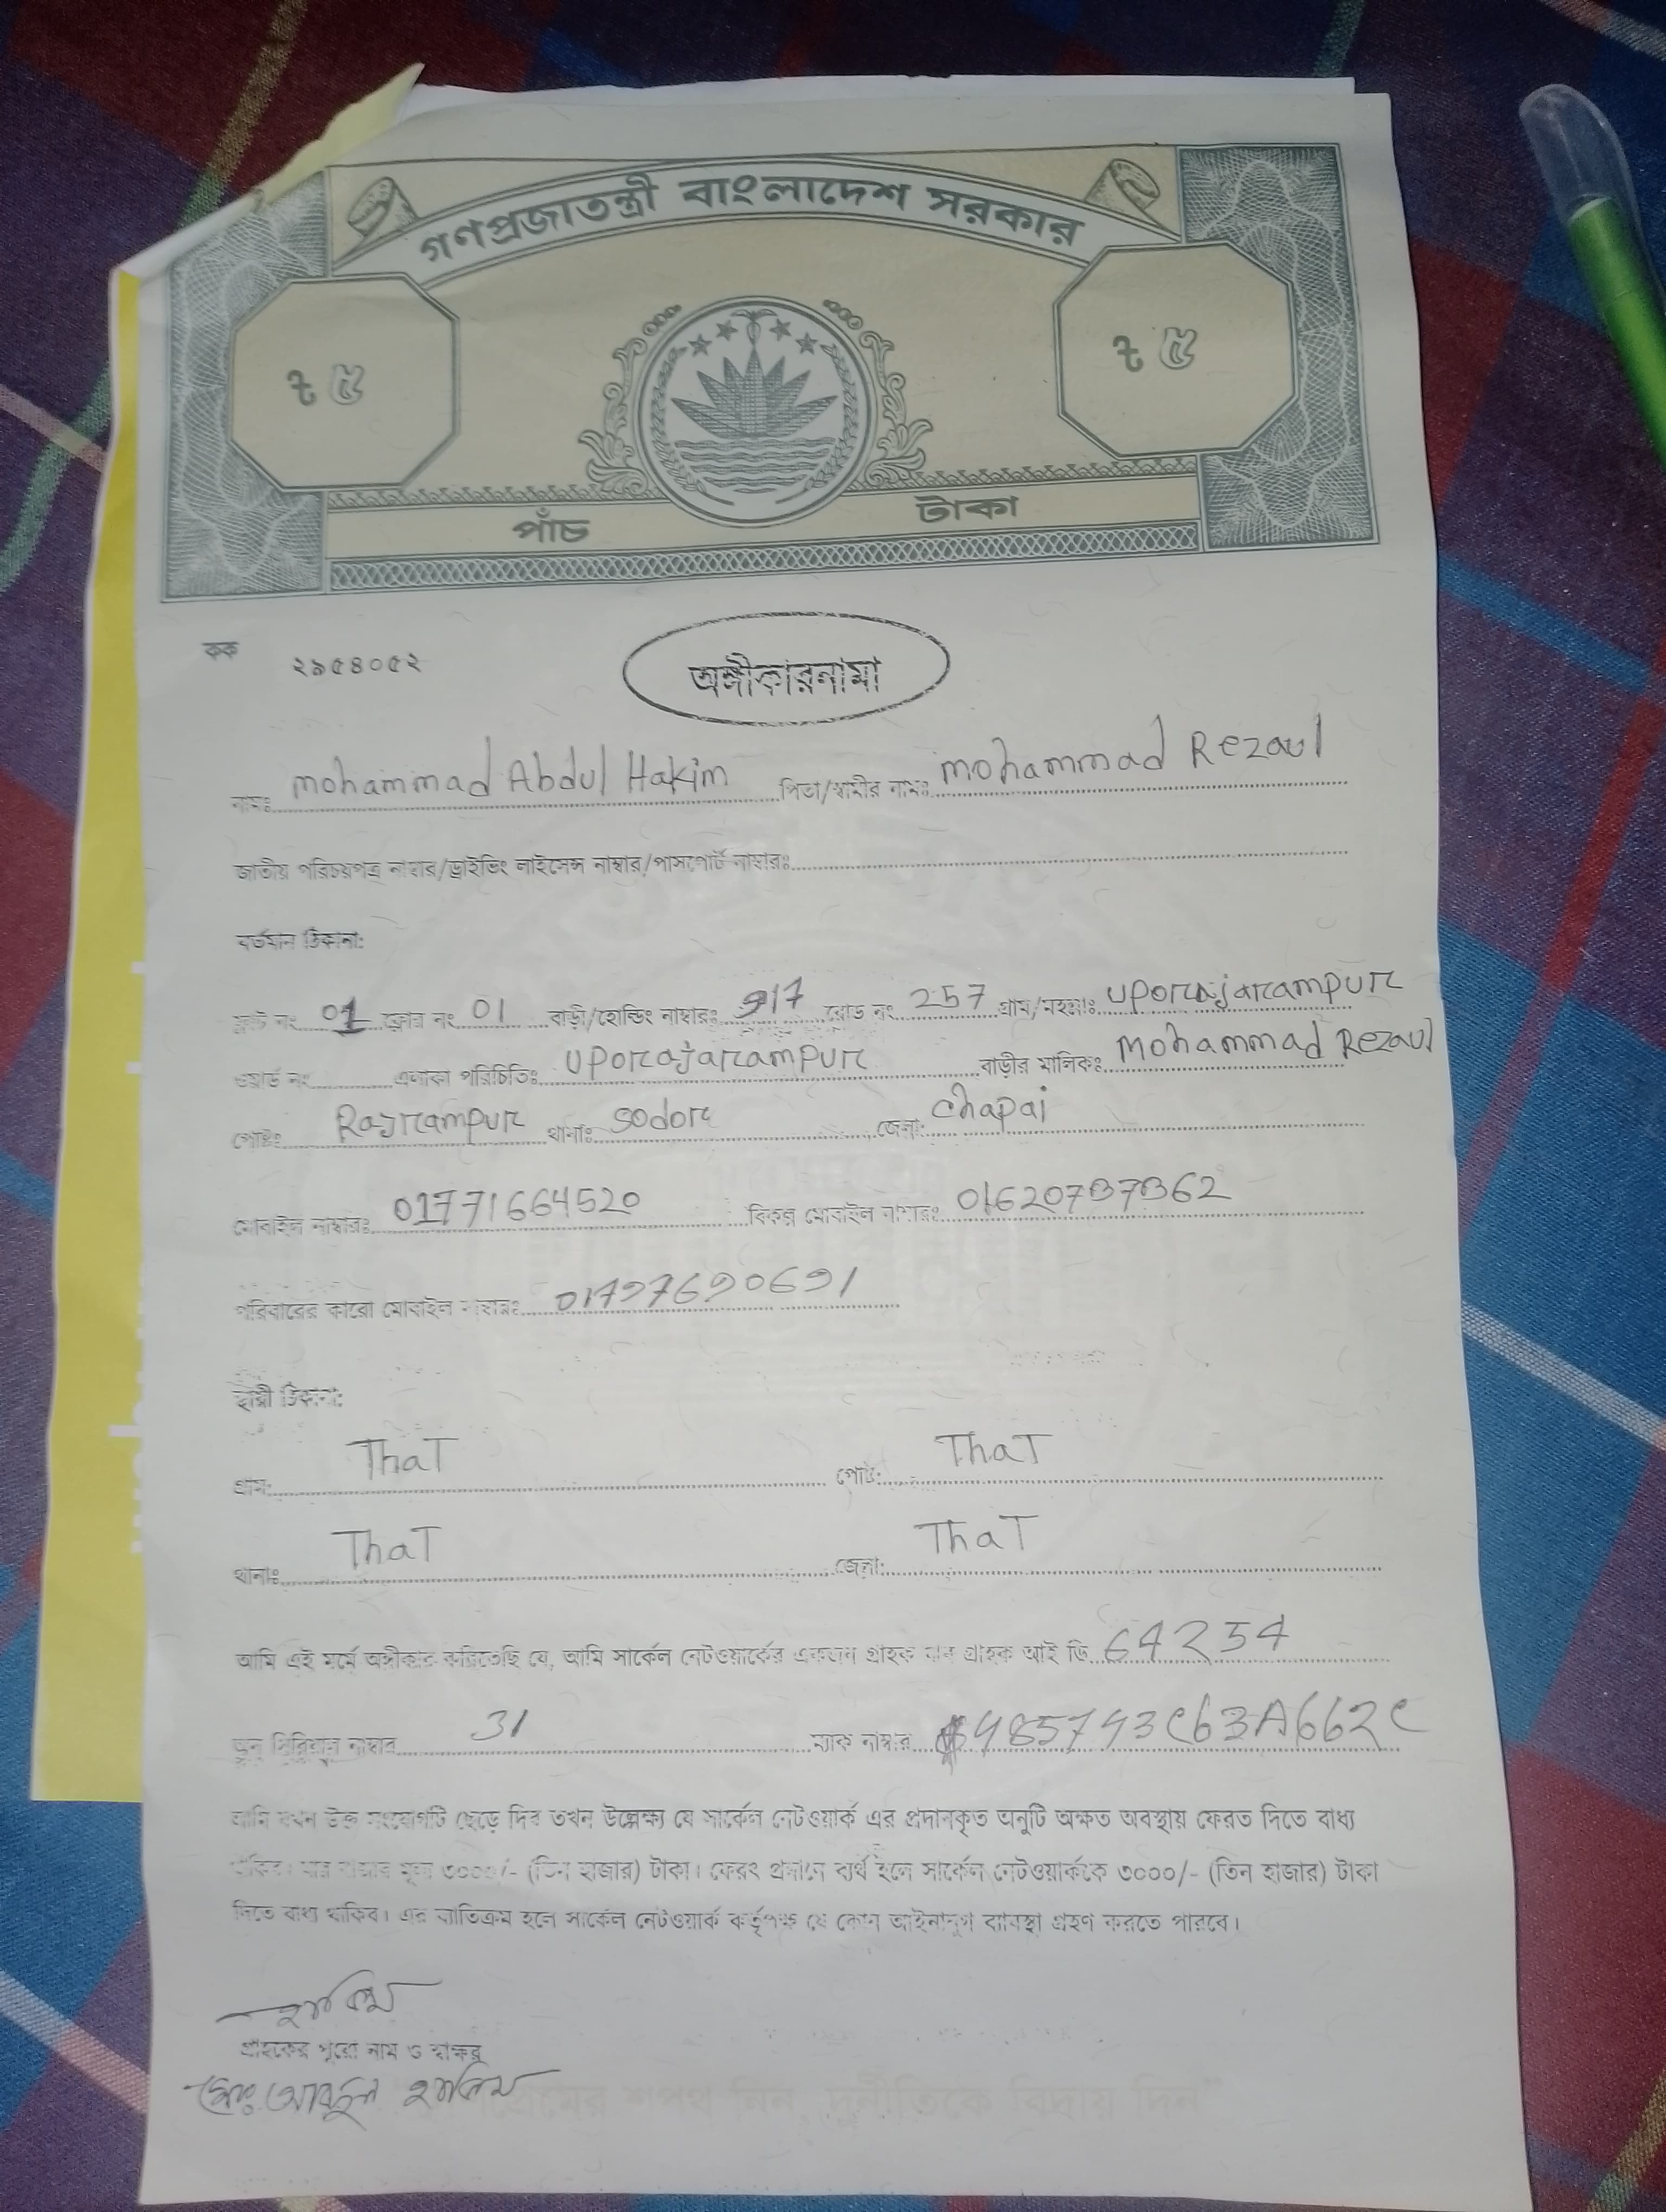 গণপ্রজাতন্ত্রী বাংলাদেশ সরকার
৳ ৫ ৳ ৫
পাঁচ টাকা
কক ২৯৫৪০৫২
অঙ্গীকারনামা
নামঃ mohammad Abdul Hakim পিতা/স্বামীর নামঃ mohammad Rezaul
জাতীয় পরিচয়পত্র নাম্বার/ড্রাইভিং লাইসেন্স নাম্বার/পাসপোর্ট নাম্বারঃ
বর্তমান ঠিকানা:
ফ্ল্যাট নং 01 ফ্লোর নং 01 বাড়ী/হোল্ডিং নাম্বারঃ 917 রোড নং 257 গ্রাম/মহল্লাঃ uporajarampur
ওয়ার্ড নং এলাকা পরিচিতিঃ uporajarampur বাড়ীর মালিকঃ mohammad Rezaul
পোষ্টঃ Rajrampur থানাঃ sodor জেলা: chapai
মোবাইল নাম্বারঃ 01771664520 বিকল্প মোবাইল নাম্বারঃ
পরিবারের কারো মোবাইল নাম্বারঃ 01797690691
স্থায়ী ঠিকানা:
গ্রাম: ThaT পোষ্ট: ThaT
থানাঃ ThaT জেলা: ThaT
আমি এই মর্মে অঙ্গীকার করিতেছি যে, আমি সার্কেল নেটওয়ার্কের একজন গ্রাহক যার গ্রাহক আই ডি 64254
অনু সিরিয়াল নাম্বার 31 ম্যাক নাম্বার 485743C63A662C
আমি যখন উক্ত সংযোগটি ছেড়ে দিব তখন উল্লেক্ষ্য যে সার্কেল নেটওয়ার্ক এর প্রদানকৃত অনুটি অক্ষত অবস্থায় ফেরত দিতে বাধ্য
থাকিব। যার বাজার মূল্য ৩০০০/- (তিন হাজার) টাকা। ফেরৎ প্রদানে ব্যর্থ হলে সার্কেল নেটওয়ার্ককে ৩০০০/- (তিন হাজার) টাকা
দিতে বাধ্য থাকিব। এর ব্যতিক্রম হলে সার্কেল নেটওয়ার্ক কর্তৃপক্ষ যে কোন আইনানুগ ব্যাবস্থা গ্রহণ করতে পারবে।
হাকিম
গ্রাহকের পুরো নাম ও স্বাক্ষর
মোঃ আব্দুল হাকিম